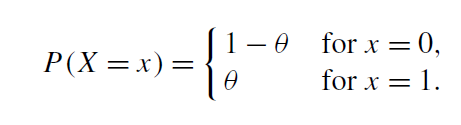 P(X = x) = { 1 − θ for x = 0,
θ for x = 1.